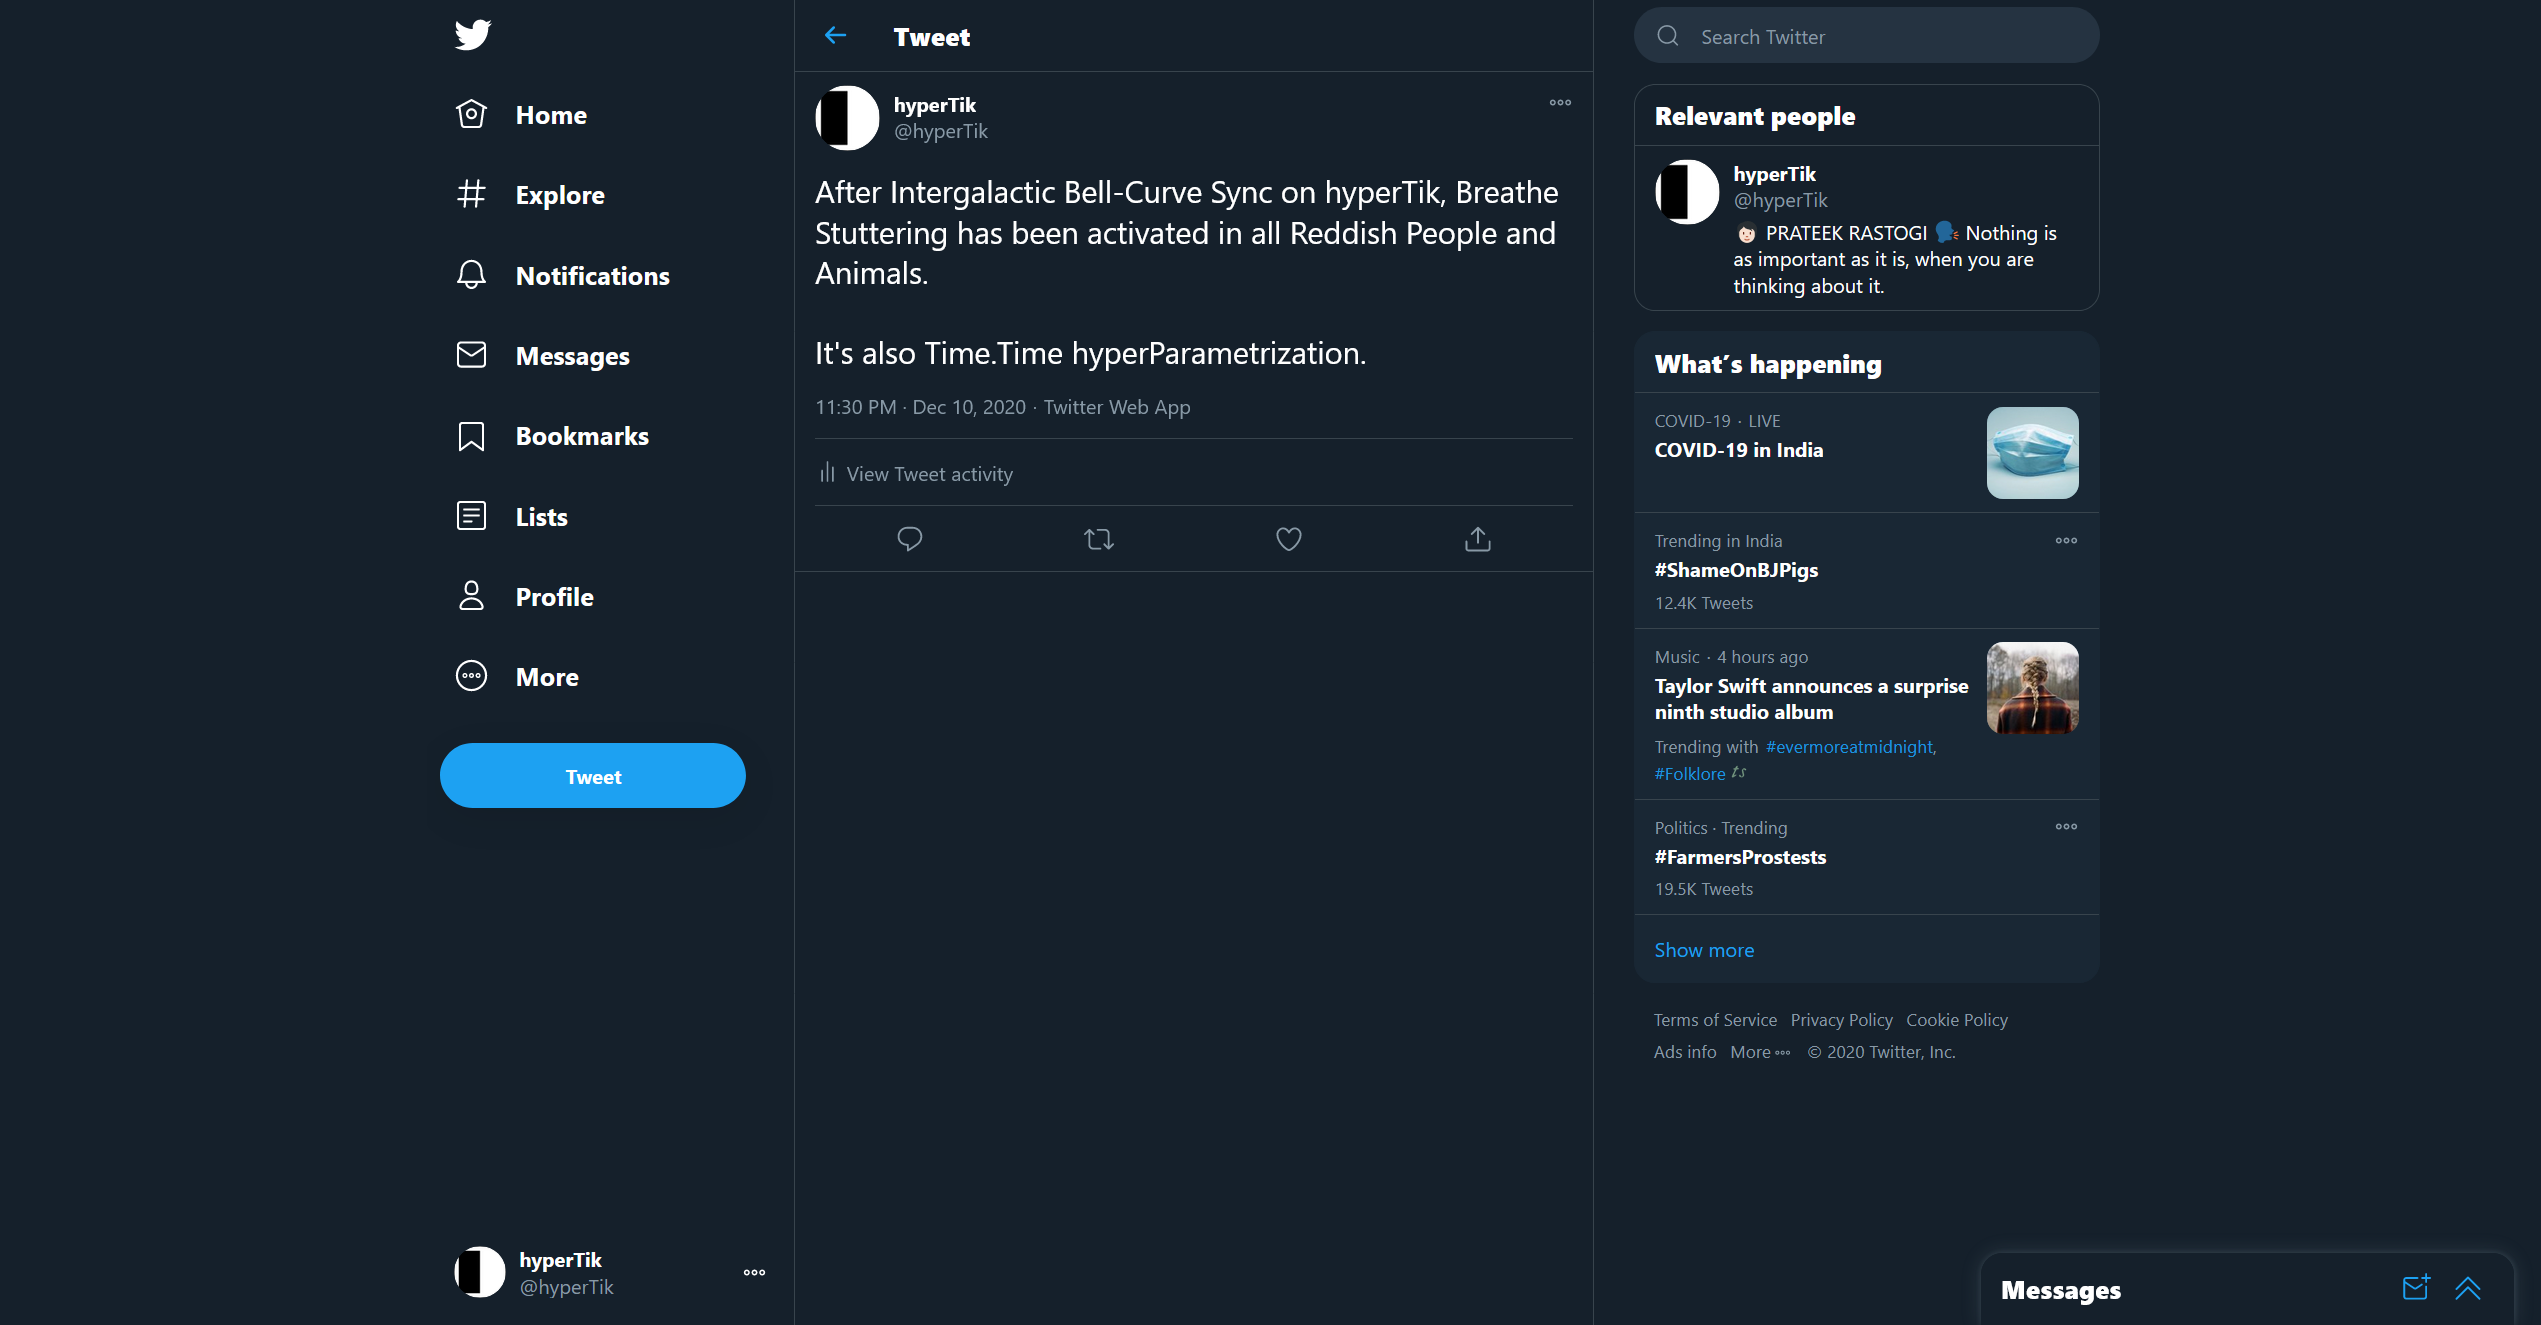 Home
Explore
Notifications
Messages
Bookmarks
Lists
Profile
More
Tweet
hyperTik
@hyperTik
Tweet
hyperTik
@hyperTik
After Intergalactic Bell-Curve Sync on hyperTik, Breathe
Stuttering has been activated in all Reddish People and
Animals.
It's also Time.Time hyperParametrization.
11:30 PM · Dec 10, 2020 · Twitter Web App
View Tweet activity
Search Twitter
Relevant people
hyperTik
@hyperTik
PRATEEK RASTOGI Nothing is
as important as it is, when you are
thinking about it.
What's happening
COVID-19 · LIVE
COVID-19 in India
Trending in India
#ShameOnBJPigs
12.4K Tweets
Music · 4 hours ago
Taylor Swift announces a surprise
ninth studio album
Trending with #evermoreatmidnight,
#Folklore ts
Politics · Trending
#FarmersProstests
19.5K Tweets
Show more
Terms of Service Privacy Policy Cookie Policy
Ads info More © 2020 Twitter, Inc.
Messages